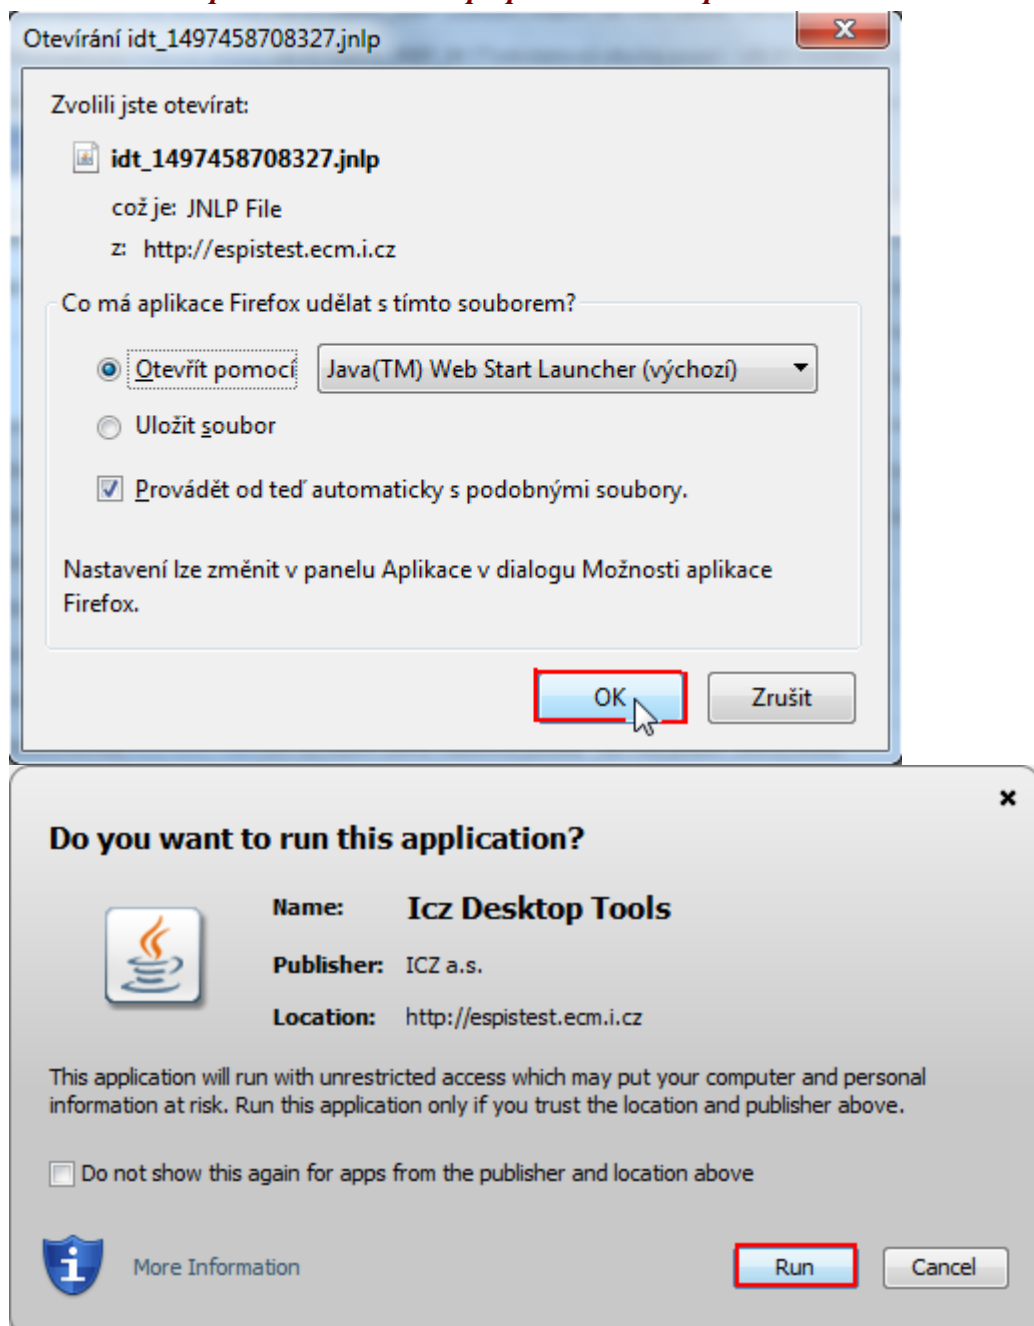 Otevírání idt_1497458708327.jnlp
Zvolili jste otevírat:
idt_1497458708327.jnlp
což je: JNLP File
z: http://espistest.ecm.i.cz
Co má aplikace Firefox udělat s tímto souborem?
Otevřít pomocí Java(TM) Web Start Launcher (výchozí)
Uložit soubor
Provádět od teď automaticky s podobnými soubory.
Nastavení lze změnit v panelu Aplikace v dialogu Možnosti aplikace
Firefox.
OK Zrušit
Do you want to run this application?
Name: Icz Desktop Tools
Publisher: ICZ a.s.
Location: http://espistest.ecm.i.cz
This application will run with unrestricted access which may put your computer and personal
information at risk. Run this application only if you trust the location and publisher above.
Do not show this again for apps from the publisher and location above
More Information Run Cancel